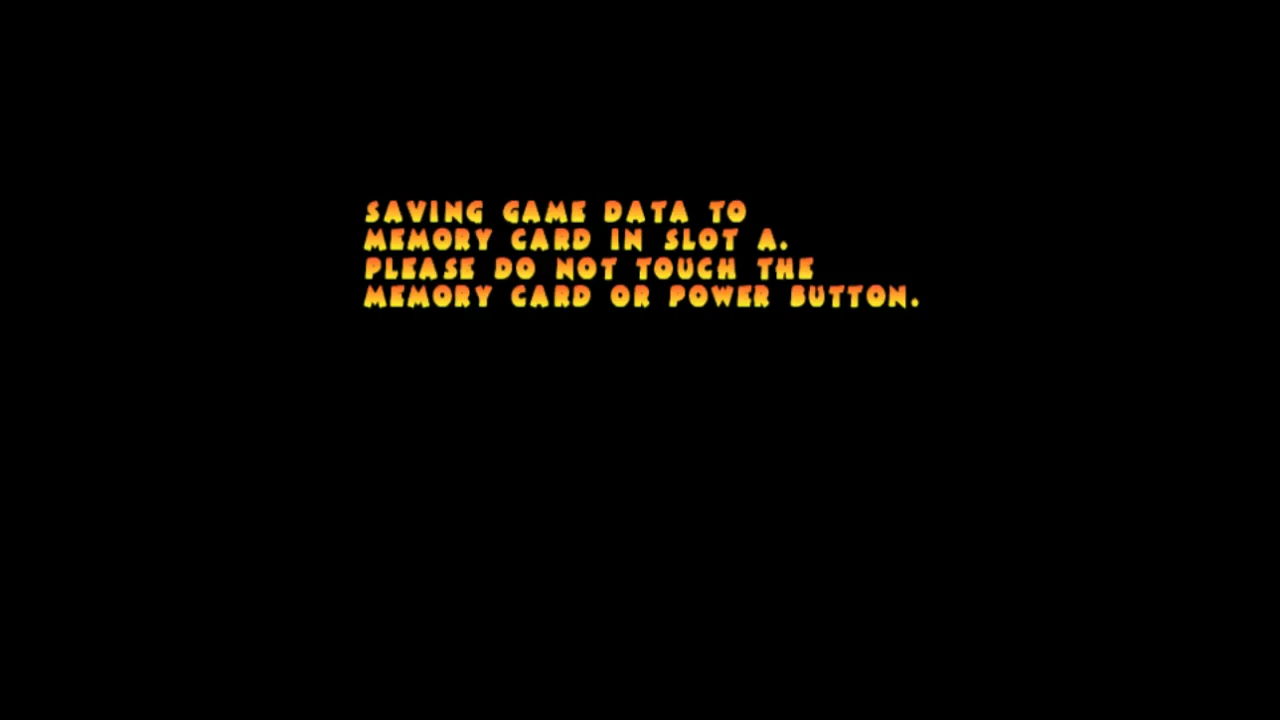 SAVING GAME DATA TO
MEMORY CARD IN SLOT A.
PLEASE DO NOT TOUCH THE
MEMORY CARD OR POWER BUTTON.